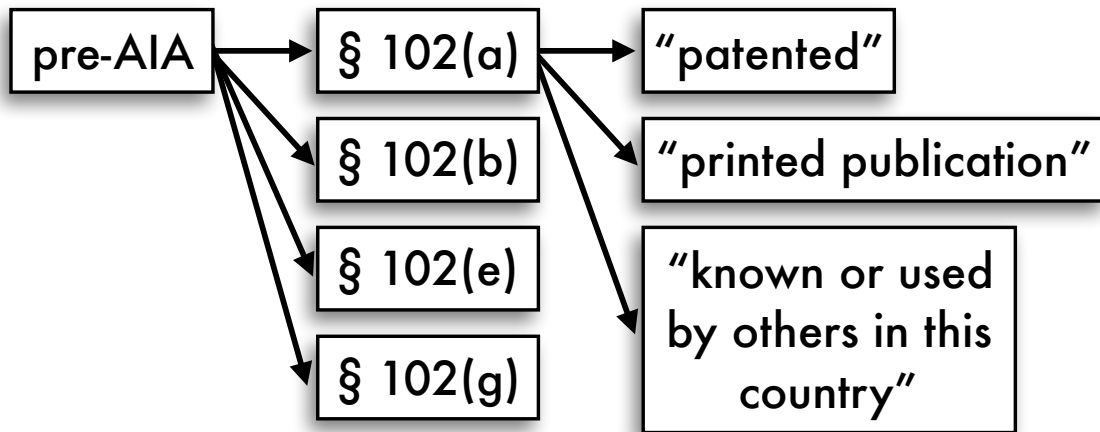 pre-AIA
§ 102(a)
“patented”
§ 102(b)
“printed publication”
§ 102(e)
“known or used
by others in this
country”
§ 102(g)